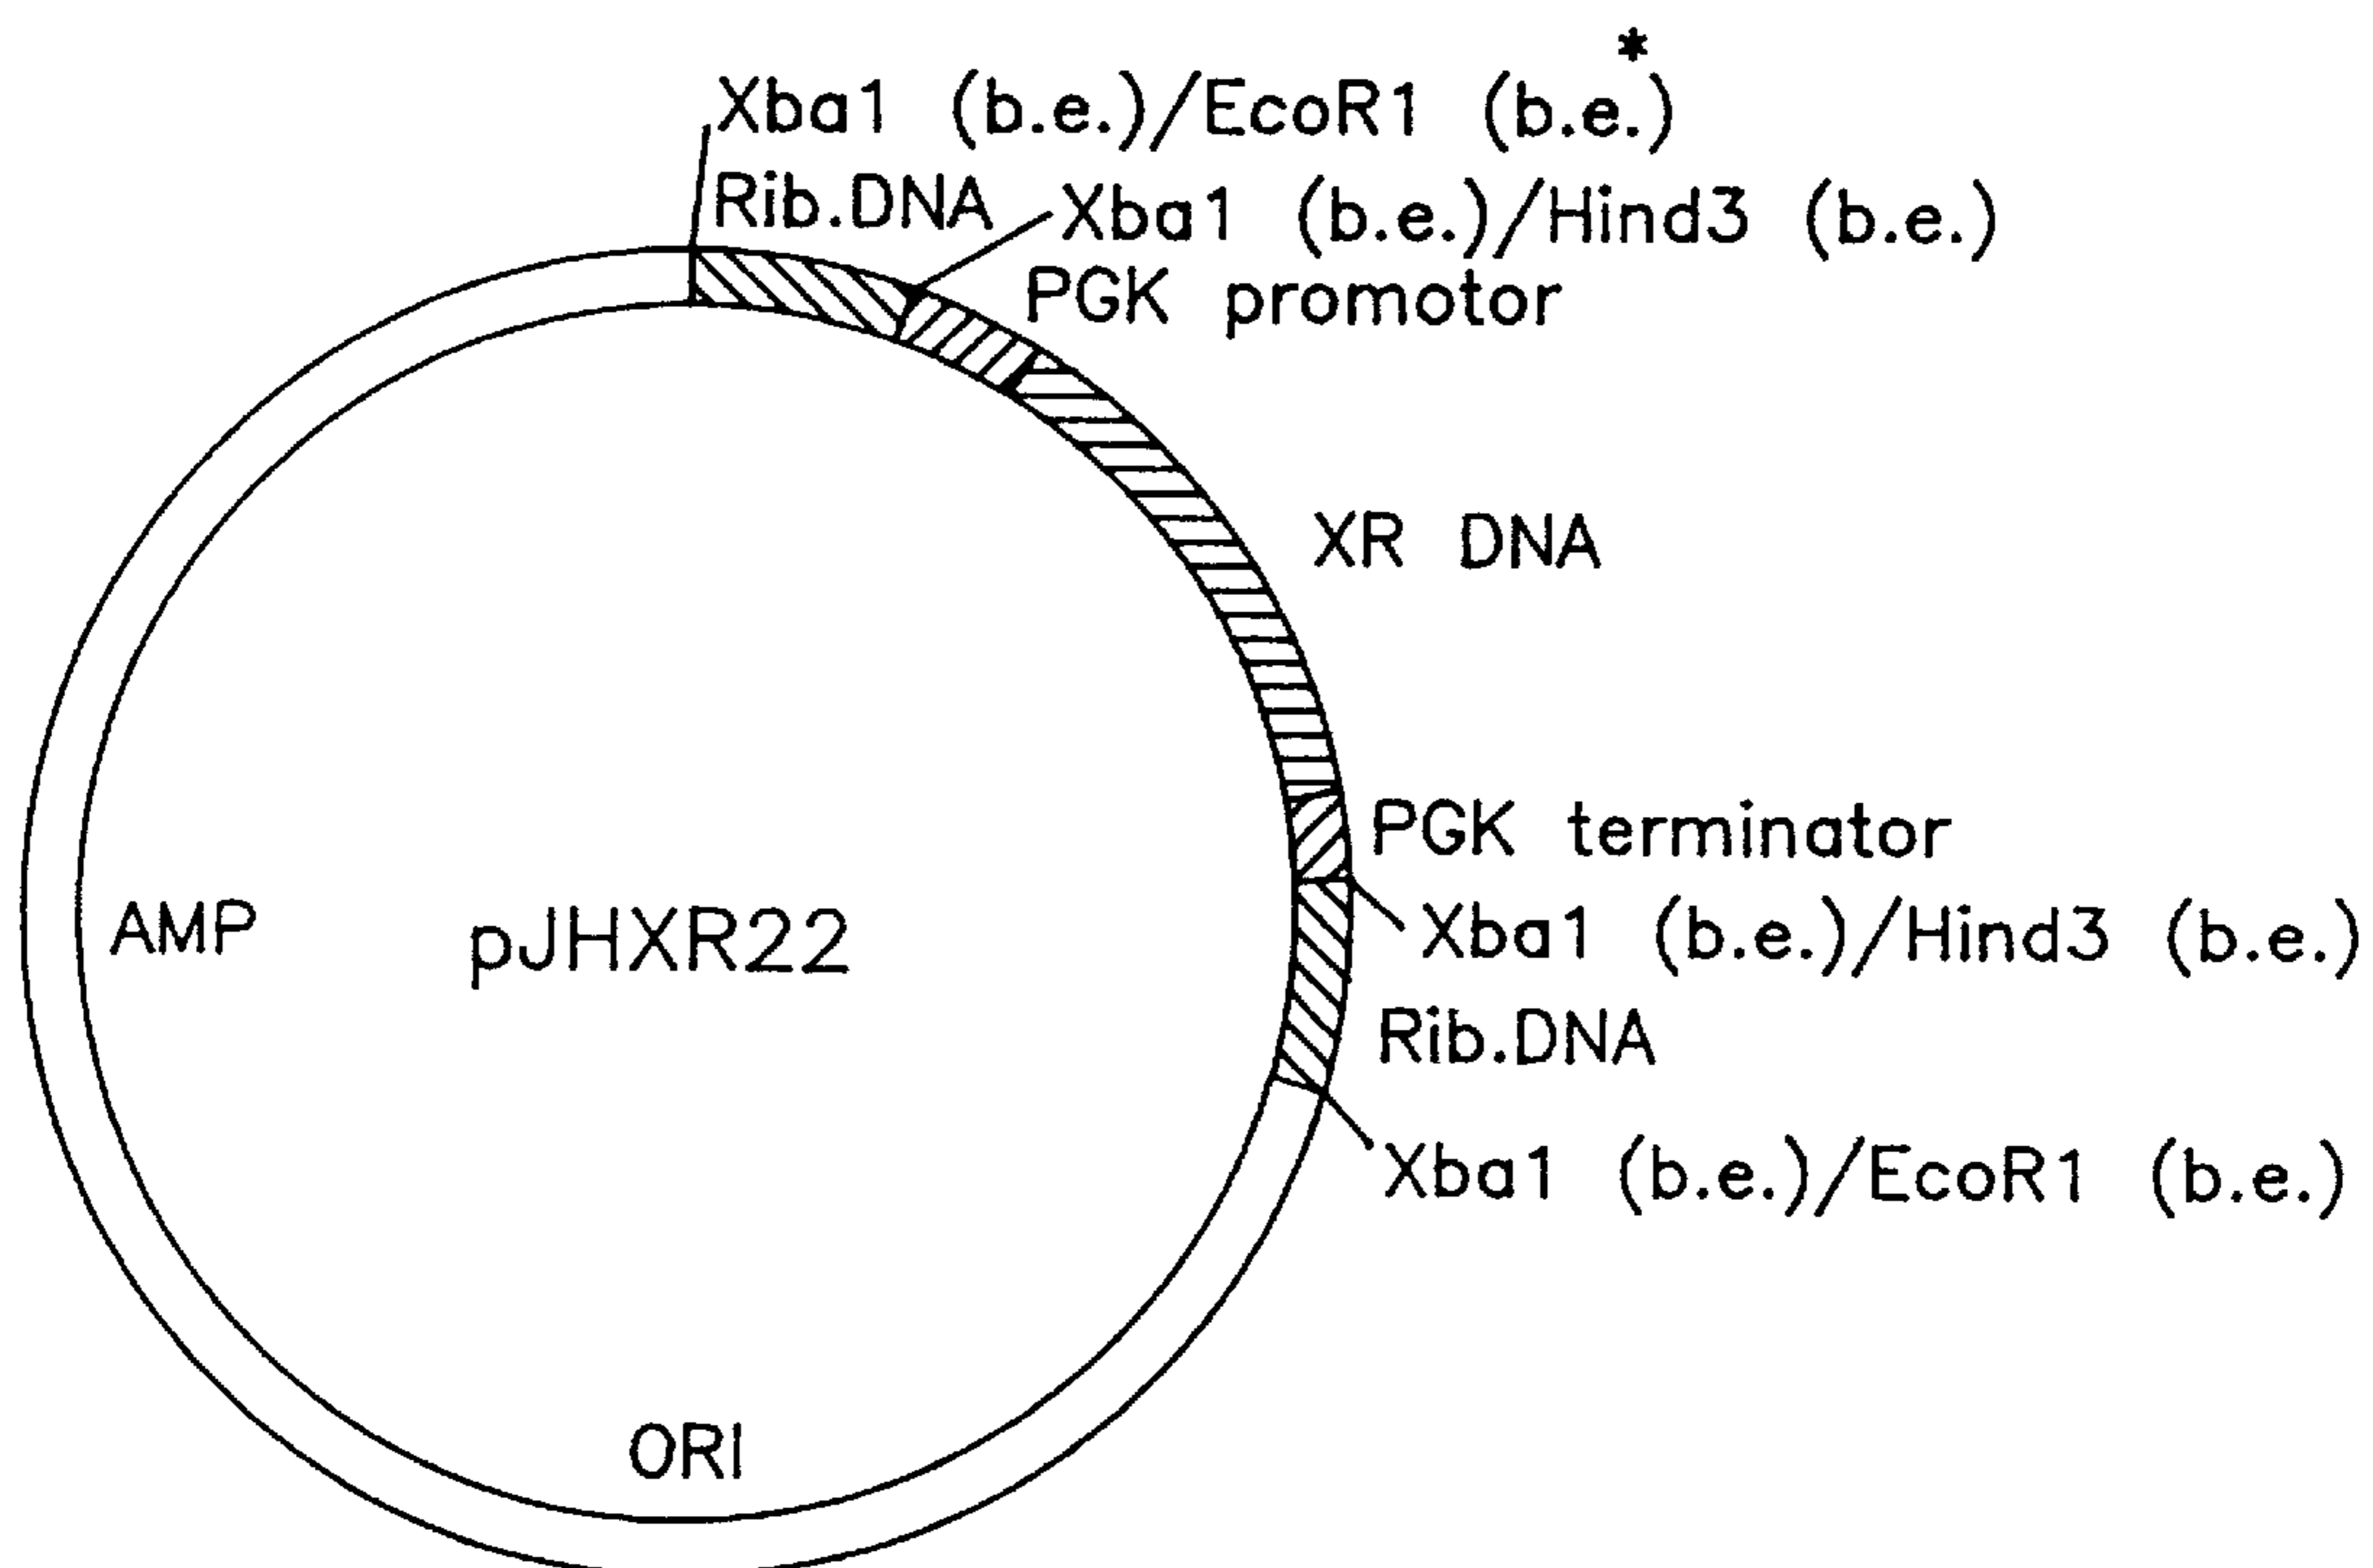 *
Xba1 (b.e.)/EcoR1 (b.e.)
Rib.DNA
Xba1 (b.e.)/Hind3 (b.e.)
PGK promotor
XR DNA
PGK terminator
AMP
pJHXR22
Xba1 (b.e.)/Hind3 (b.e.)
Rib.DNA
Xba1 (b.e.)/EcoR1 (b.e.)
ORI